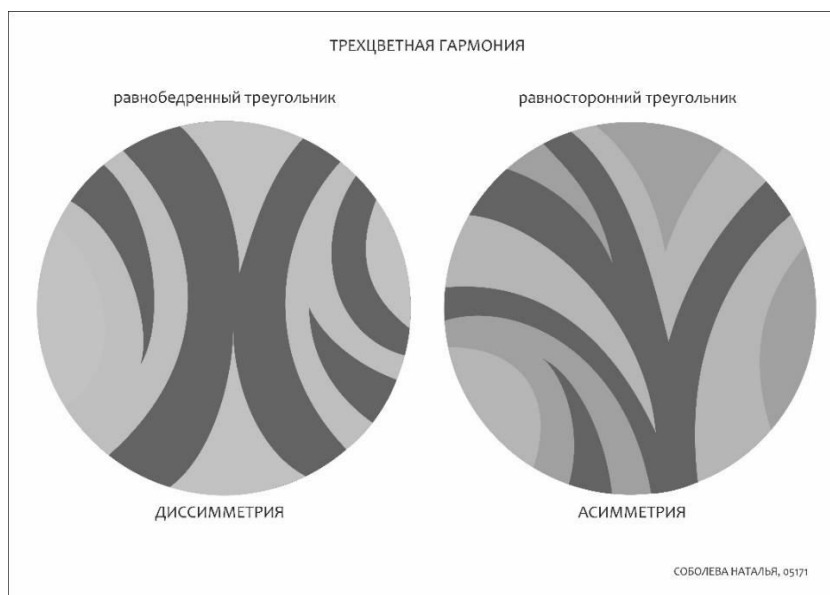 ТРЕХЦВЕТНАЯ ГАРМОНИЯ
равнобедренный треугольник
равносторонний треугольник
ДИССИММЕТРИЯ
АСИММЕТРИЯ
СОБОЛЕВА НАТАЛЬЯ, 05171